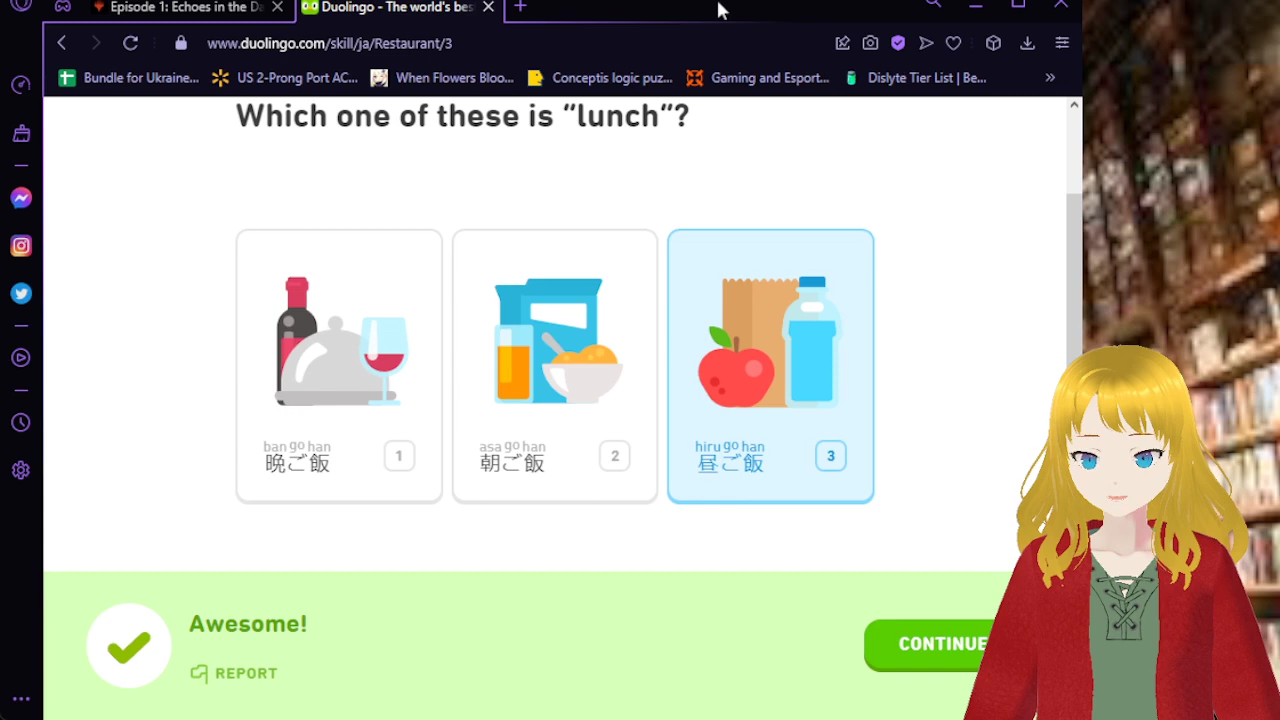 Episode 1: Echoes in the Da
Duolingo - The world's bes
www.duolingo.com/skill/ja/Restaurant/3
Bundle for Ukraine...
US 2-Prong Port AC...
When Flowers Bloo...
Conceptis logic puz...
Gaming and Esport...
Dislyte Tier List | Be...
Which one of these is “lunch”?
ban go han
晩ご飯
1
asa go han
朝ご飯
2
hiru go han
昼ご飯
3
Awesome!
REPORT
CONTINUE